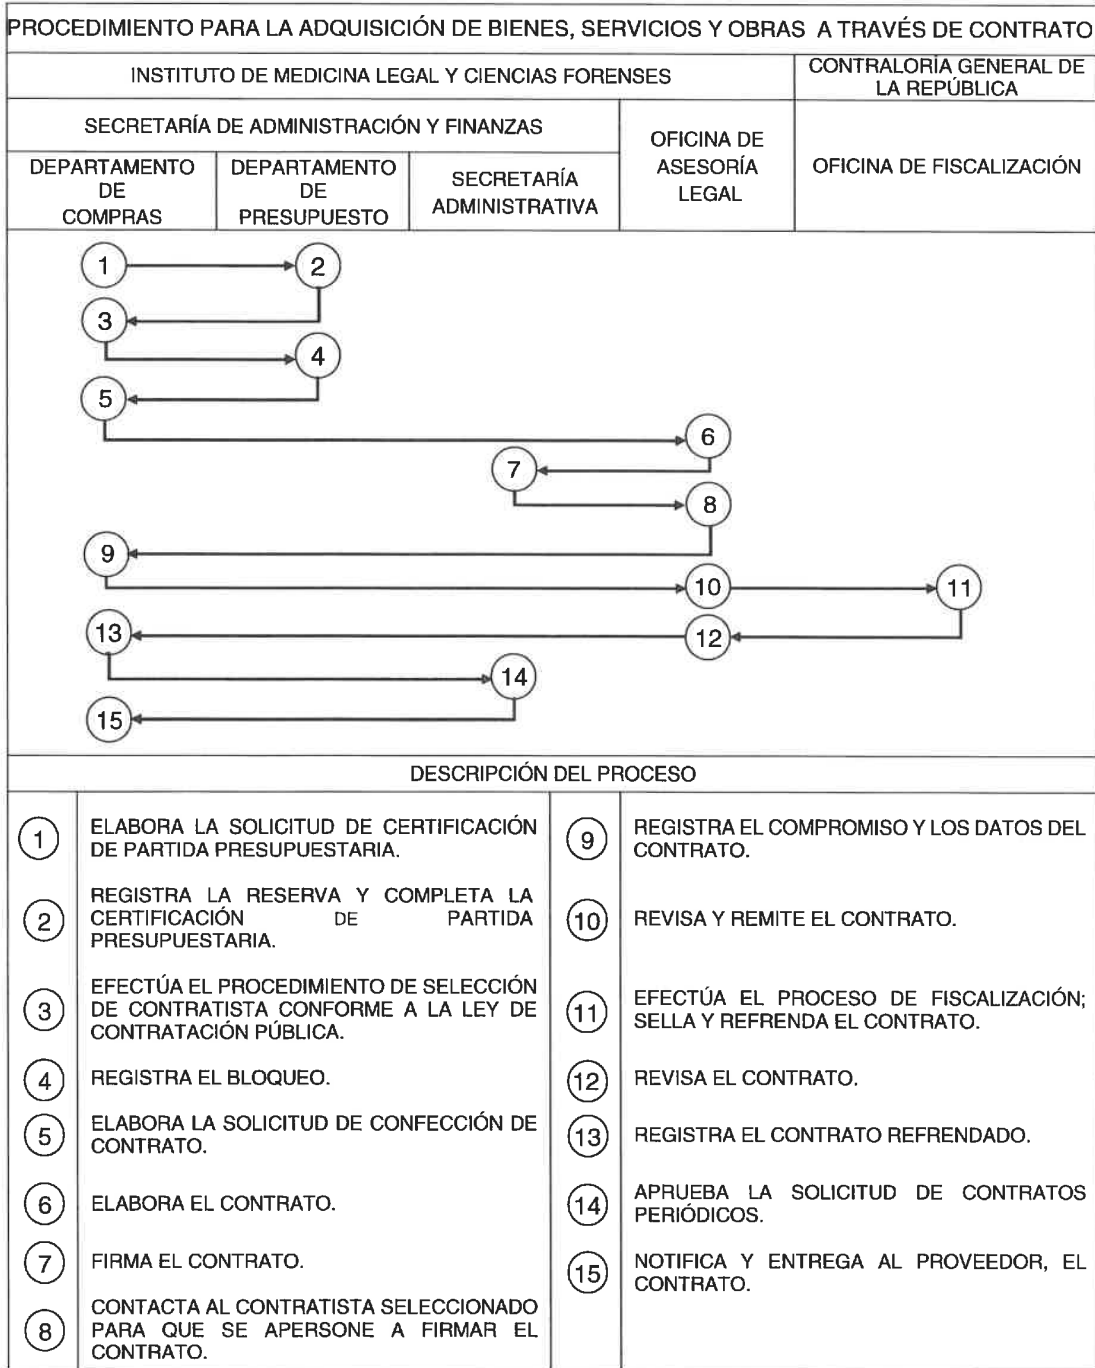 PROCEDIMIENTO PARA LA ADQUISICIÓN DE BIENES, SERVICIOS Y OBRAS A TRAVÉS DE CONTRATO
INSTITUTO DE MEDICINA LEGAL Y CIENCIAS FORENSES
CONTRALORÍA GENERAL DE
LA REPÚBLICA
SECRETARÍA DE ADMINISTRACIÓN Y FINANZAS
OFICINA DE
ASESORÍA
LEGAL
OFICINA DE FISCALIZACIÓN
DEPARTAMENTO
DE
COMPRAS
DEPARTAMENTO
DE
PRESUPUESTO
SECRETARÍA
ADMINISTRATIVA
1
2
3
4
5
6
7
8
9
10
11
13
12
14
15
DESCRIPCIÓN DEL PROCESO
1
ELABORA LA SOLICITUD DE CERTIFICACIÓN
DE PARTIDA PRESUPUESTARIA.
2
REGISTRA LA RESERVA Y COMPLETA LA
CERTIFICACIÓN DE PARTIDA
PRESUPUESTARIA.
3
EFECTÚA EL PROCEDIMIENTO DE SELECCIÓN
DE CONTRATISTA CONFORME A LA LEY DE
CONTRATACIÓN PÚBLICA.
4
REGISTRA EL BLOQUEO.
5
ELABORA LA SOLICITUD DE CONFECCIÓN DE
CONTRATO.
6
ELABORA EL CONTRATO.
7
FIRMA EL CONTRATO.
8
CONTACTA AL CONTRATISTA SELECCIONADO
PARA QUE SE APERSONE A FIRMAR EL
CONTRATO.
9
REGISTRA EL COMPROMISO Y LOS DATOS DEL
CONTRATO.
10
REVISA Y REMITE EL CONTRATO.
11
EFECTÚA EL PROCESO DE FISCALIZACIÓN;
SELLA Y REFRENDA EL CONTRATO.
12
REVISA EL CONTRATO.
13
REGISTRA EL CONTRATO REFRENDADO.
14
APRUEBA LA SOLICITUD DE CONTRATOS
PERIÓDICOS.
15
NOTIFICA Y ENTREGA AL PROVEEDOR, EL
CONTRATO.